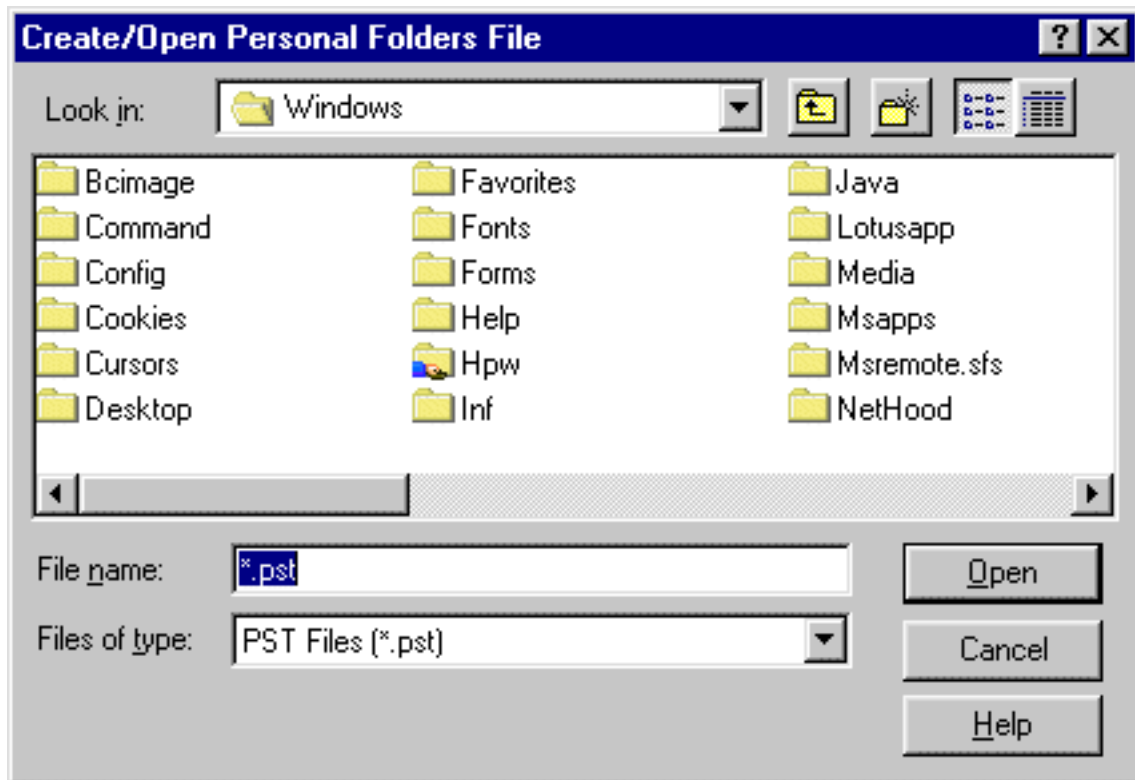 Create/Open Personal Folders File
Look in: Windows
Bcimage Favorites Java
Command Fonts Lotusapp
Config Forms Media
Cookies Help Msapps
Cursors Hpw Msremote.sfs
Desktop Inf NetHood
File name: *.pst Open
Files of type: PST Files (*.pst) Cancel
Help